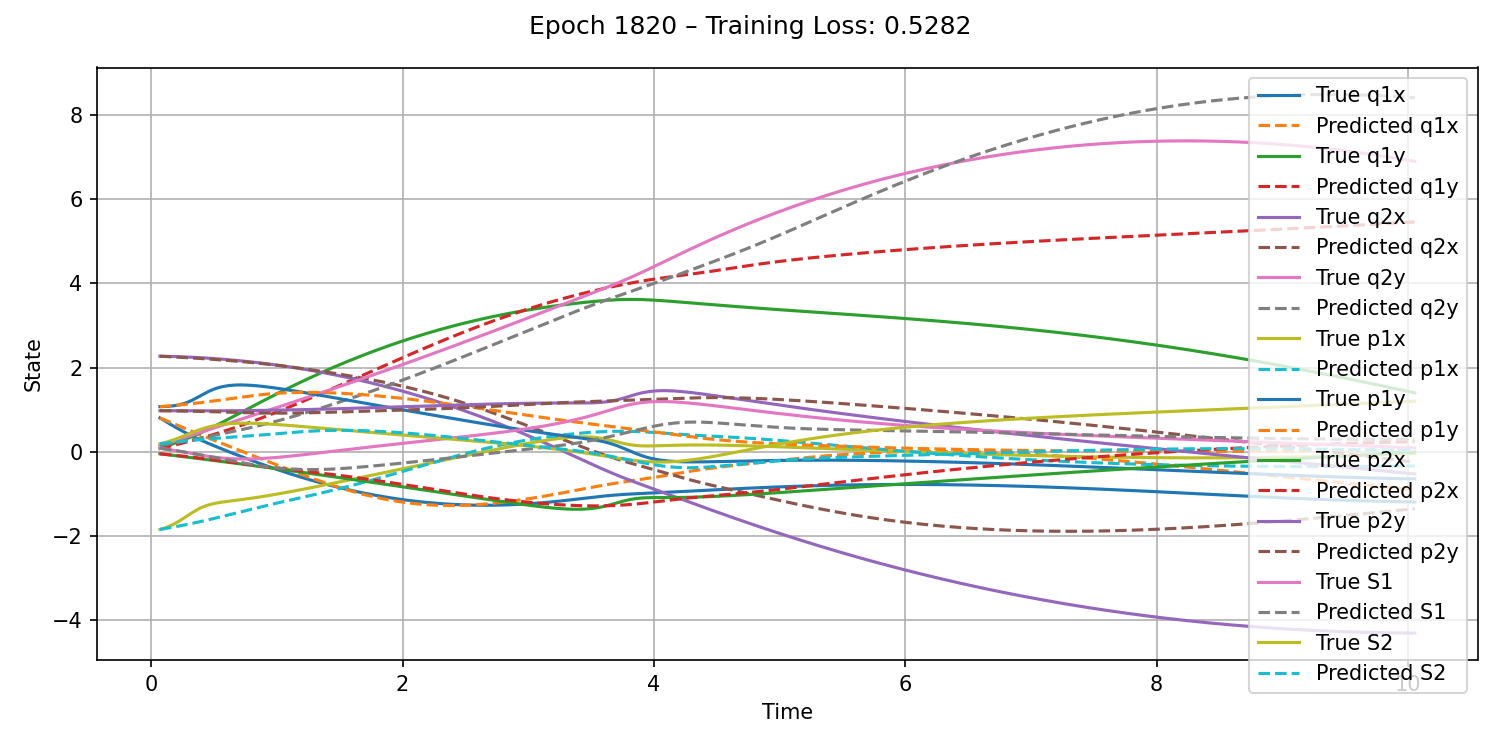 Epoch 1820 – Training Loss: 0.5282
8
6
4
2
0
−2
−4
State
0
2
4
6
8
10
Time
True q1x
Predicted q1x
True q1y
Predicted q1y
True q2x
Predicted q2x
True q2y
Predicted q2y
True p1x
Predicted p1x
True p1y
Predicted p1y
True p2x
Predicted p2x
True p2y
Predicted p2y
True S1
Predicted S1
True S2
Predicted S2